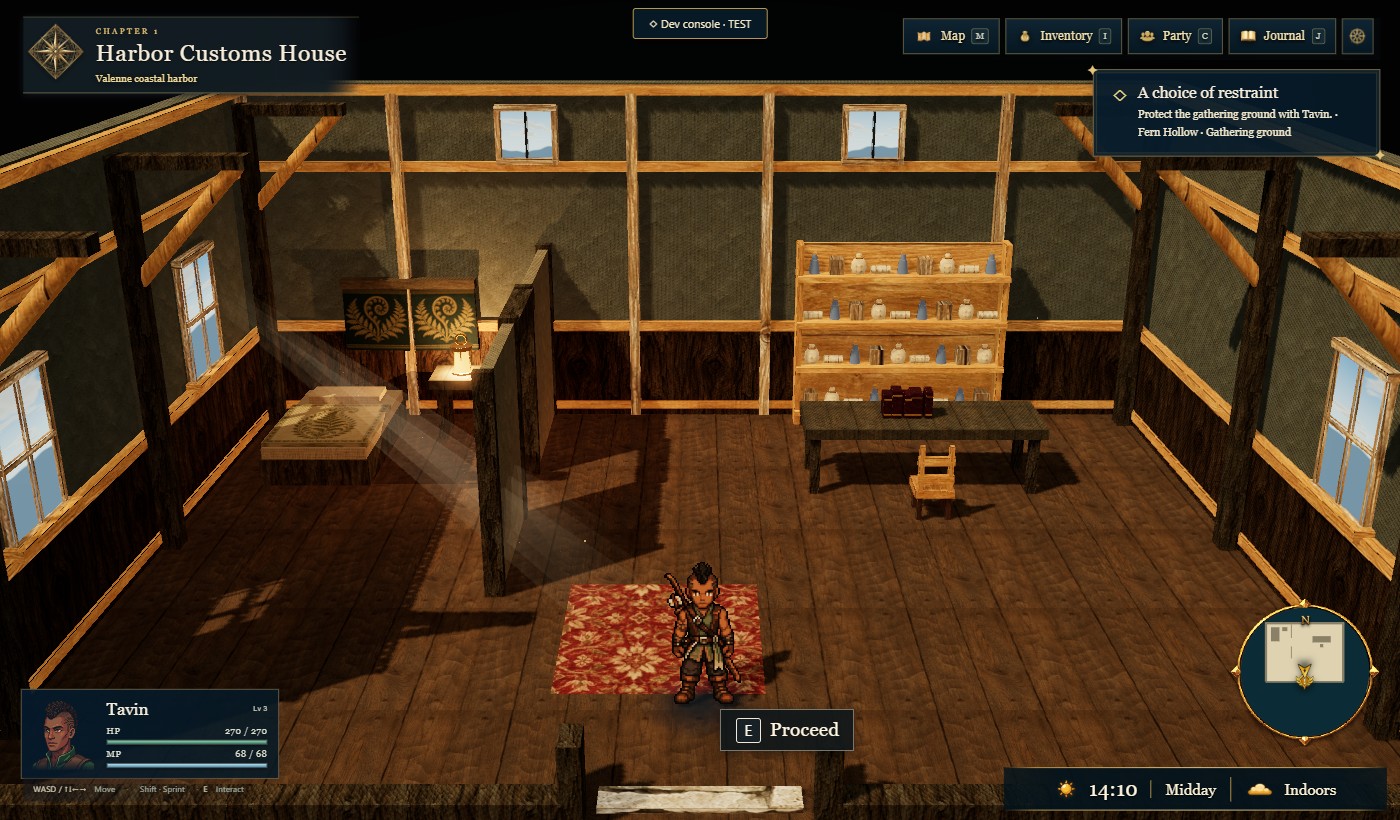 CHAPTER 1
Harbor Customs House
Valenne coastal harbor
Dev console · TEST
Map M
Inventory I
Party C
Journal J
A choice of restraint
Protect the gathering ground with Tavin. ·
Fern Hollow · Gathering ground
N
Tavin
Lv 3
HP 270 / 270
MP 68 / 68
E Proceed
WASD / ↑↓←→ Move Shift · Sprint E Interact
14:10 Midday Indoors